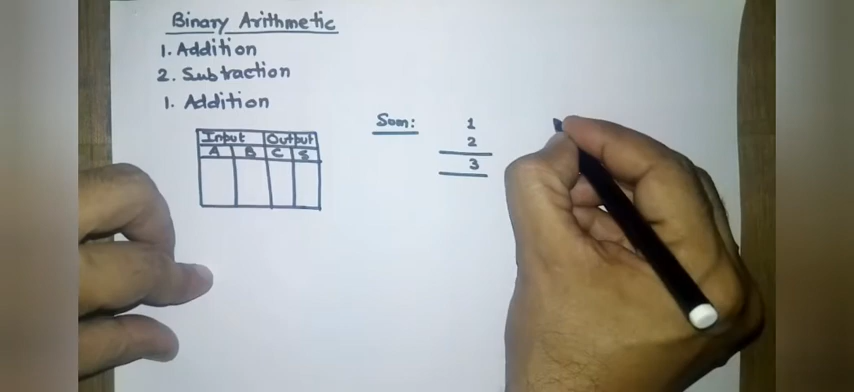 Binary Arithmetic
1. Addition
2. Subtraction
1. Addition
Input Output
A B C S
Sum:
1
2
3